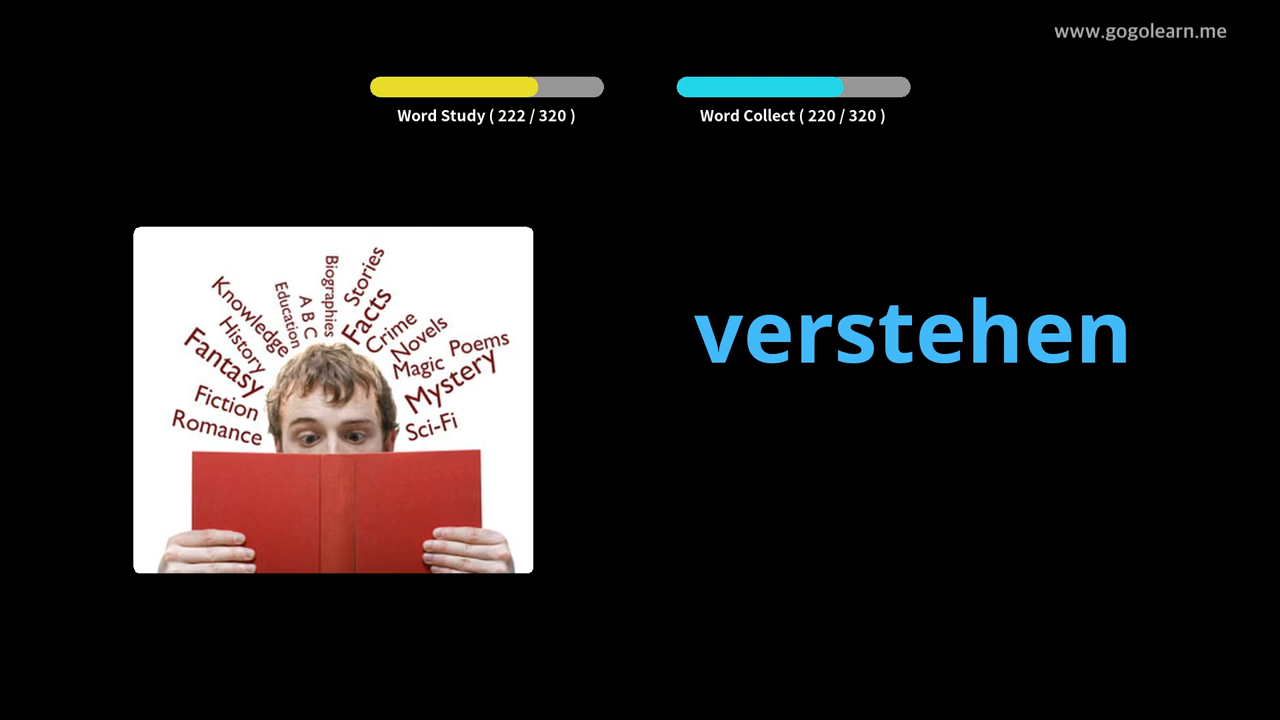 www.gogolearn.me
Word Study ( 222 / 320 )
Word Collect ( 220 / 320 )
Biographies
Stories
Education
A B C
Facts
Knowledge
History
Crime
Novels
Poems
Fantasy
Magic
Mystery
Fiction
Romance
Sci-Fi
verstehen